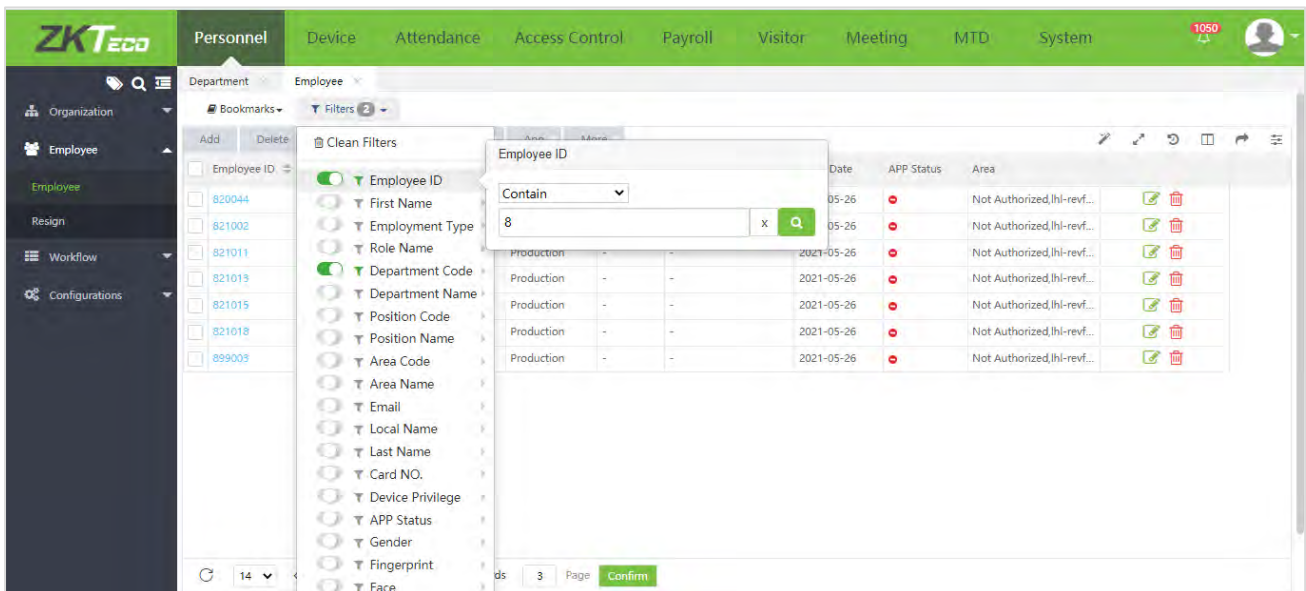 ZKTeco Personnel Device Attendance Access Control Payroll Visitor Meeting MTD System 1050
Department × Employee ×
Organization
Bookmarks Filters 2
Add Delete App More
Employee
Clean Filters
Employee ID
Employee ID Date APP Status Area
Employee ID
Contain
First Name
Employee
820044 05-26 Not Authorized,lhl-revf...
8 x
Resign
821002 Employment Type 05-26 Not Authorized,lhl-revf...
Role Name
Workflow
821011 Production - - 2021-05-26 Not Authorized,lhl-revf...
Department Code
821013 Production - - 2021-05-26 Not Authorized,lhl-revf...
Configurations
Department Name
821015 Production - - 2021-05-26 Not Authorized,lhl-revf...
Position Code
821018 Production - - 2021-05-26 Not Authorized,lhl-revf...
Position Name
899003 Production - - 2021-05-26 Not Authorized,lhl-revf...
Area Code
Area Name
Email
Local Name
Last Name
Card NO.
Device Privilege
APP Status
Gender
Fingerprint
14 ds 3 Page Confirm
Face